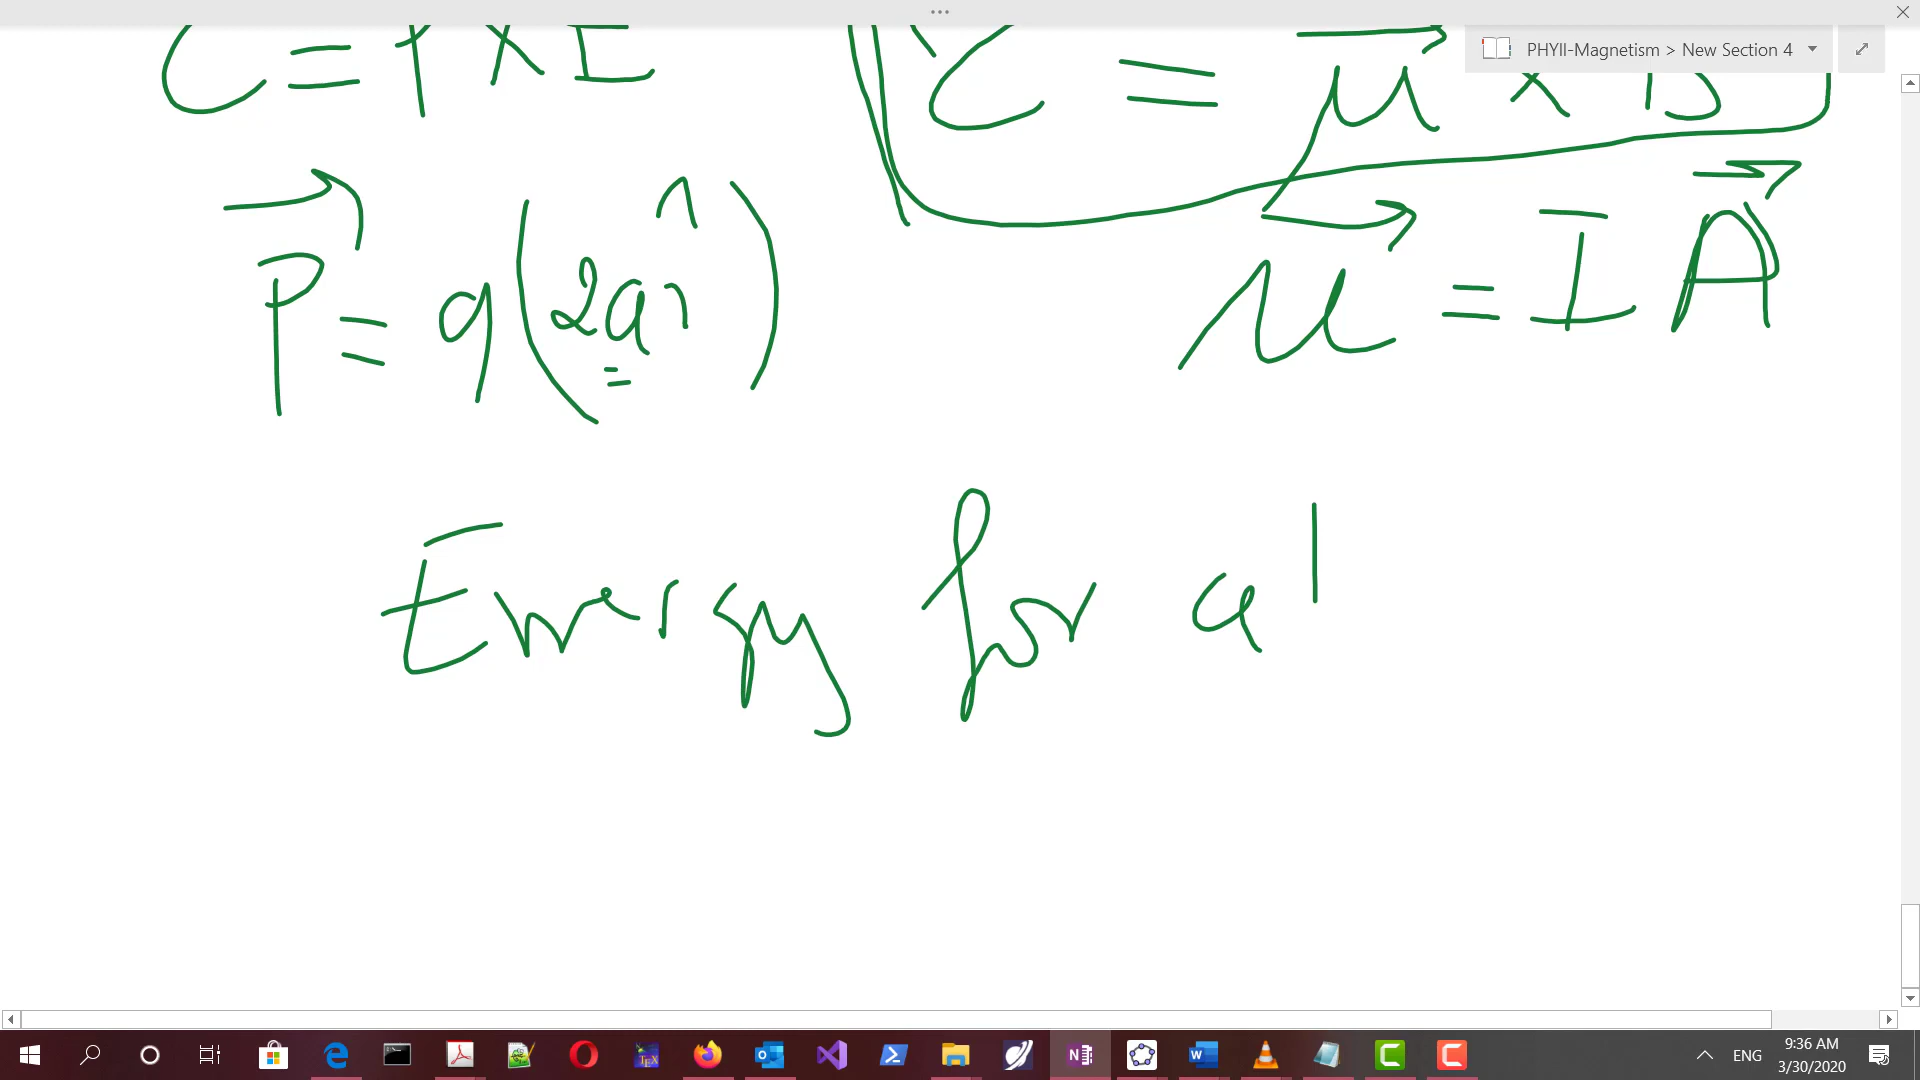 PHYII-Magnetism > New Section 4
τ = p x E
τ = μ x B
P = q(2a î)
μ = I A
Energy for a
ENG
9:36 AM
3/30/2020